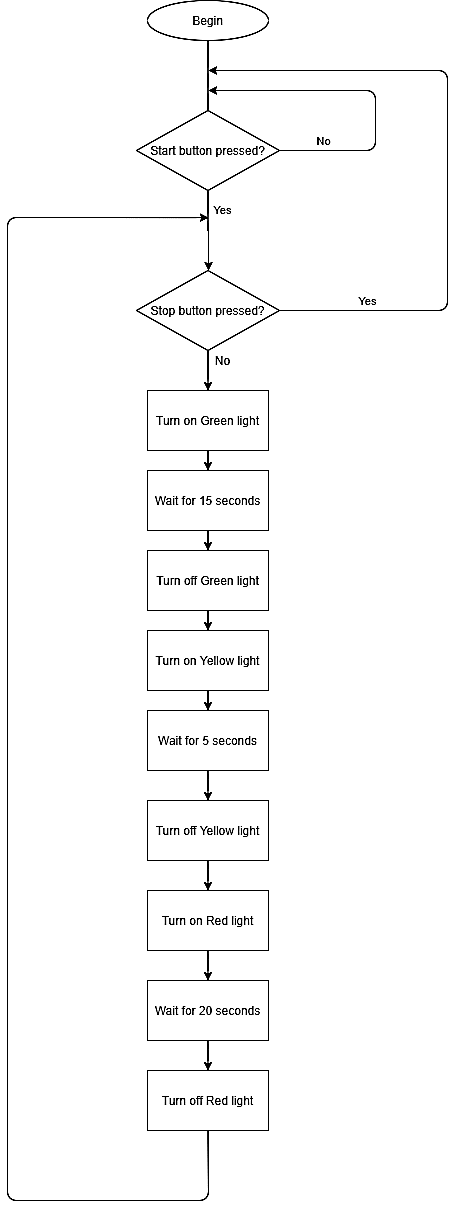 Begin
Start button pressed?
No
Yes
Stop button pressed?
Yes
No
Turn on Green light
Wait for 15 seconds
Turn off Green light
Turn on Yellow light
Wait for 5 seconds
Turn off Yellow light
Turn on Red light
Wait for 20 seconds
Turn off Red light